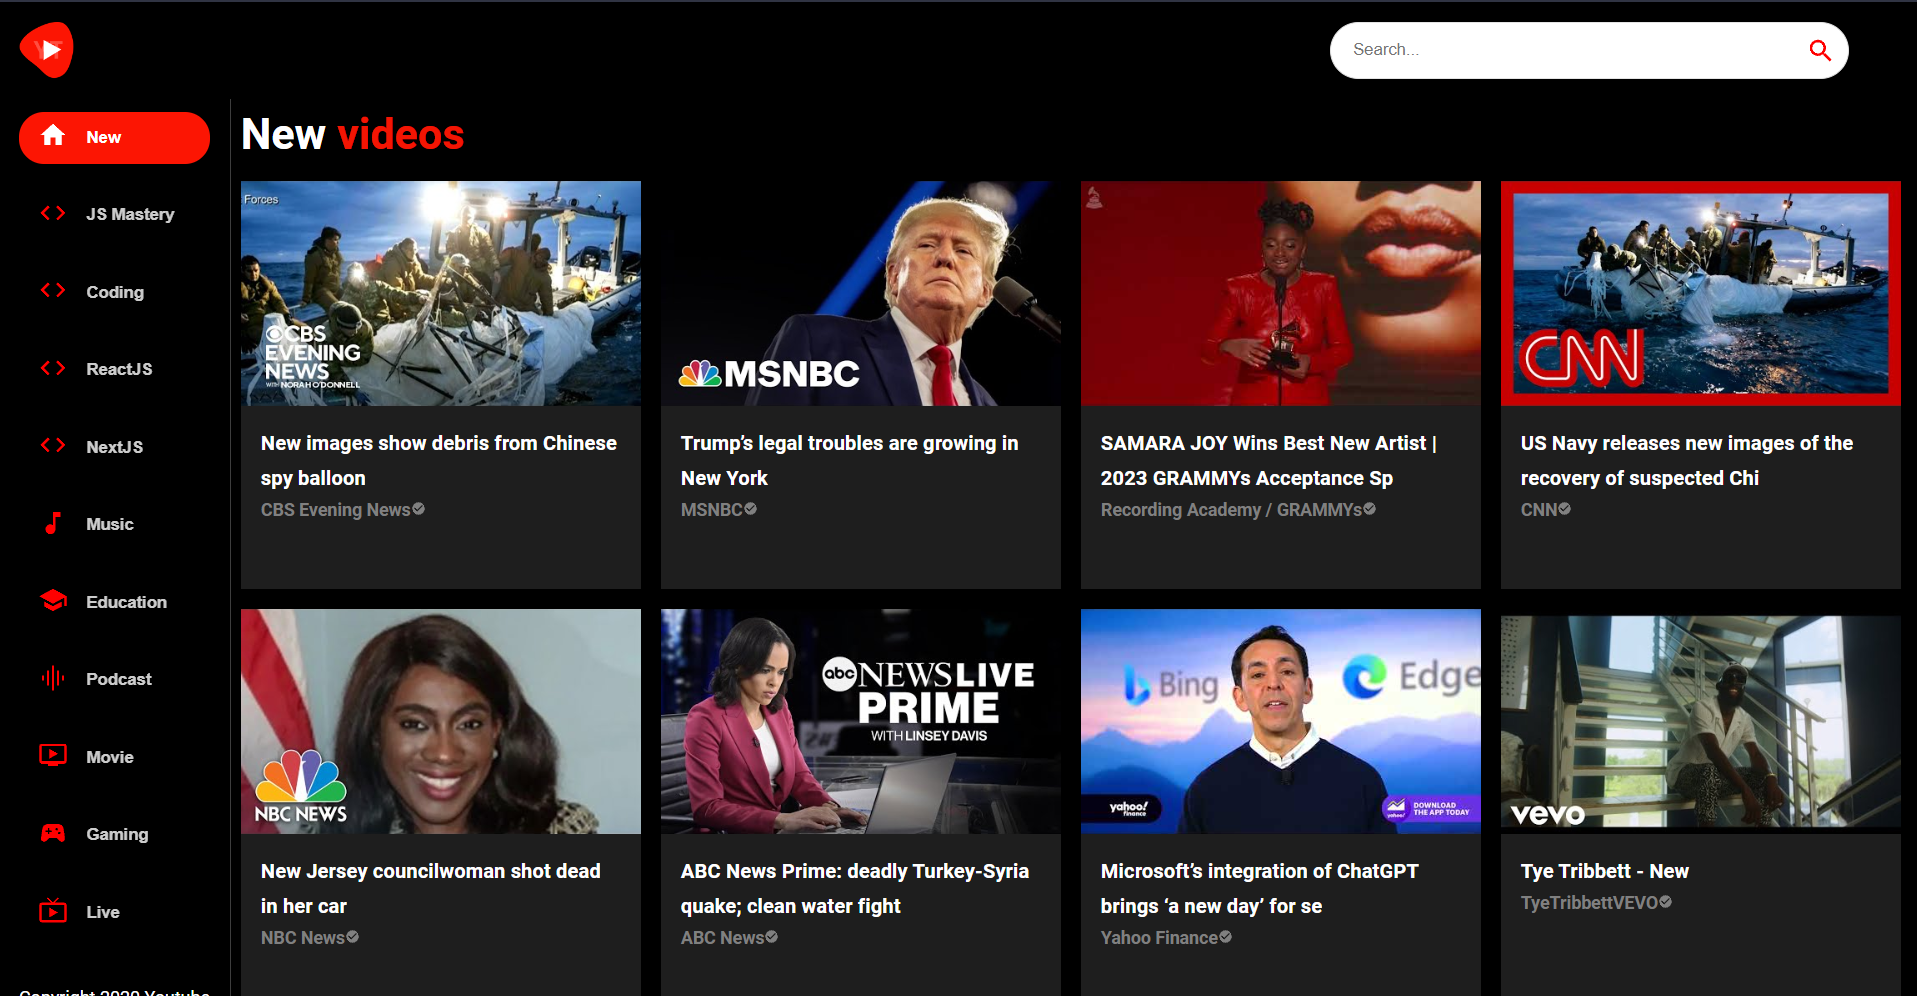 YT
Search...
New
JS Mastery
Coding
ReactJS
NextJS
Music
Education
Podcast
Movie
Gaming
Live
New videos
Forces
CBS
EVENING
NEWS
WITH NORAH O'DONNELL
New images show debris from Chinese
spy balloon
CBS Evening News
MSNBC
Trump’s legal troubles are growing in
New York
MSNBC
SAMARA JOY Wins Best New Artist |
2023 GRAMMYs Acceptance Sp
Recording Academy / GRAMMYs
CNN
US Navy releases new images of the
recovery of suspected Chi
CNN
NBC NEWS
New Jersey councilwoman shot dead
in her car
NBC News
abc NEWS LIVE
PRIME
WITH LINSEY DAVIS
ABC News Prime: deadly Turkey-Syria
quake; clean water fight
ABC News
Bing
Edge
yahoo!
finance
yahoo!
DOWNLOAD
THE APP TODAY
Microsoft’s integration of ChatGPT
brings ‘a new day’ for se
Yahoo Finance
vevo
Tye Tribbett - New
TyeTribbettVEVO
Copyright 2020 Youtube